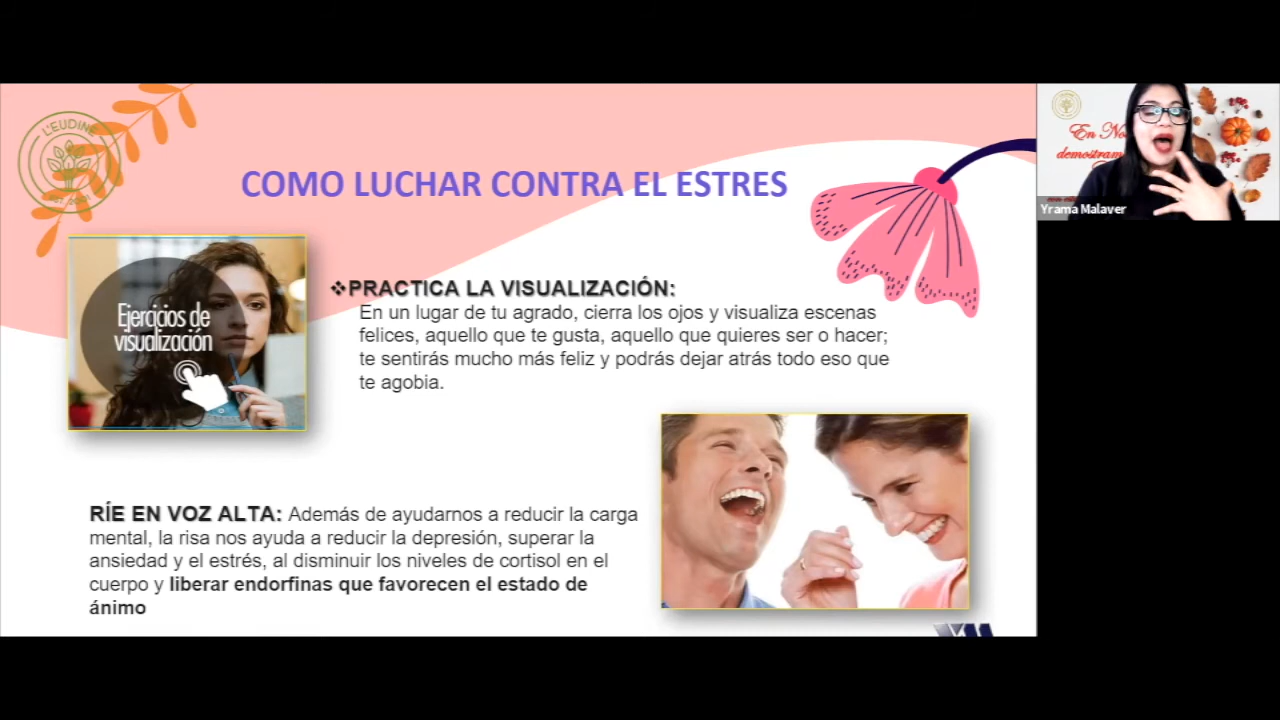 L'EUDINE
EST. 2021
COMO LUCHAR CONTRA EL ESTRES
Ejercicios de
visualización
❖PRACTICA LA VISUALIZACIÓN:
En un lugar de tu agrado, cierra los ojos y visualiza escenas
felices, aquello que te gusta, aquello que quieres ser o hacer;
te sentirás mucho más feliz y podrás dejar atrás todo eso que
te agobia.
RÍE EN VOZ ALTA: Además de ayudarnos a reducir la carga
mental, la risa nos ayuda a reducir la depresión, superar la
ansiedad y el estrés, al disminuir los niveles de cortisol en el
cuerpo y liberar endorfinas que favorecen el estado de
ánimo
En No
demostram
Yrama Malaver